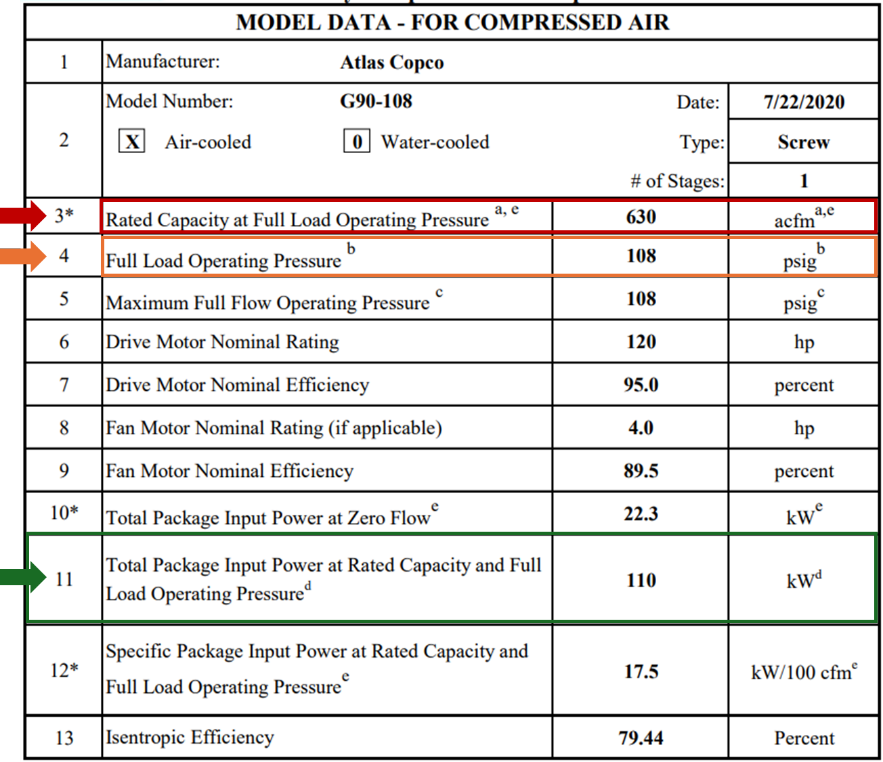 MODEL DATA - FOR COMPRESSED AIR
1 Manufacturer: Atlas Copco
Model Number: G90-108 Date: 7/22/2020
2 X Air-cooled 0 Water-cooled Type: Screw
# of Stages: 1
3* Rated Capacity at Full Load Operating Pressure a, e 630 acfm a,e
4 Full Load Operating Pressure b 108 psig b
5 Maximum Full Flow Operating Pressure c 108 psig c
6 Drive Motor Nominal Rating 120 hp
7 Drive Motor Nominal Efficiency 95.0 percent
8 Fan Motor Nominal Rating (if applicable) 4.0 hp
9 Fan Motor Nominal Efficiency 89.5 percent
10* Total Package Input Power at Zero Flow e 22.3 kW e
11 Total Package Input Power at Rated Capacity and Full
Load Operating Pressure d 110 kW d
12* Specific Package Input Power at Rated Capacity and
Full Load Operating Pressure e 17.5 kW/100 cfm e
13 Isentropic Efficiency 79.44 Percent